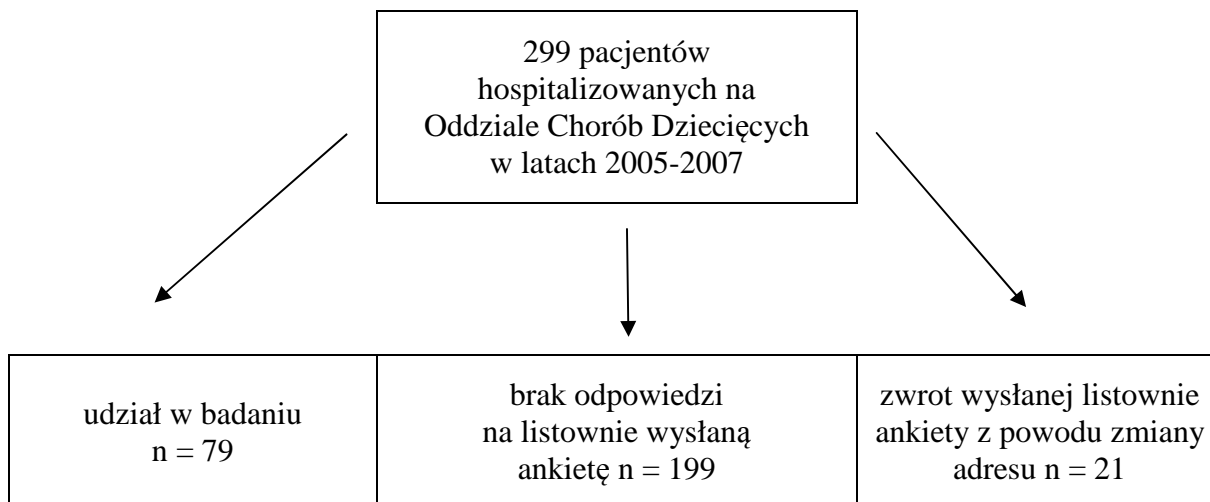 299 pacjentów
hospitalizowanych na
Oddziale Chorób Dziecięcych
w latach 2005-2007
udział w badaniu
n = 79
brak odpowiedzi
na listownie wysłaną
ankietę n = 199
zwrot wysłanej listownie
ankiety z powodu zmiany
adresu n = 21